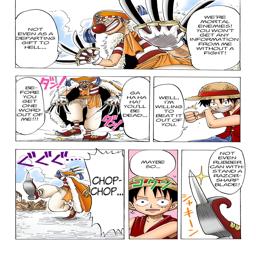 WE'RE
MORTAL
ENEMIES!
YOU WON'T
GET ANY
INFORMATION
FROM ME
WITHOUT A
FIGHT!
NOT
EVEN AS A
DEPARTING
GIFT TO
HELL...
WELL,
I'M
WILLING
TO
BEAT IT
OUT OF
YOU.
GA
HA HA
HA!
YOU'LL
BE
DEAD...
BE-
FORE
YOU
GET
ONE
WORD
OUT OF
ME!!!
NOT
EVEN
RUBBER
CAN WITH-
STAND A
RAZOR-
SHARP
BLADE!
MAYBE
SO...
CHOP-
CHOP...